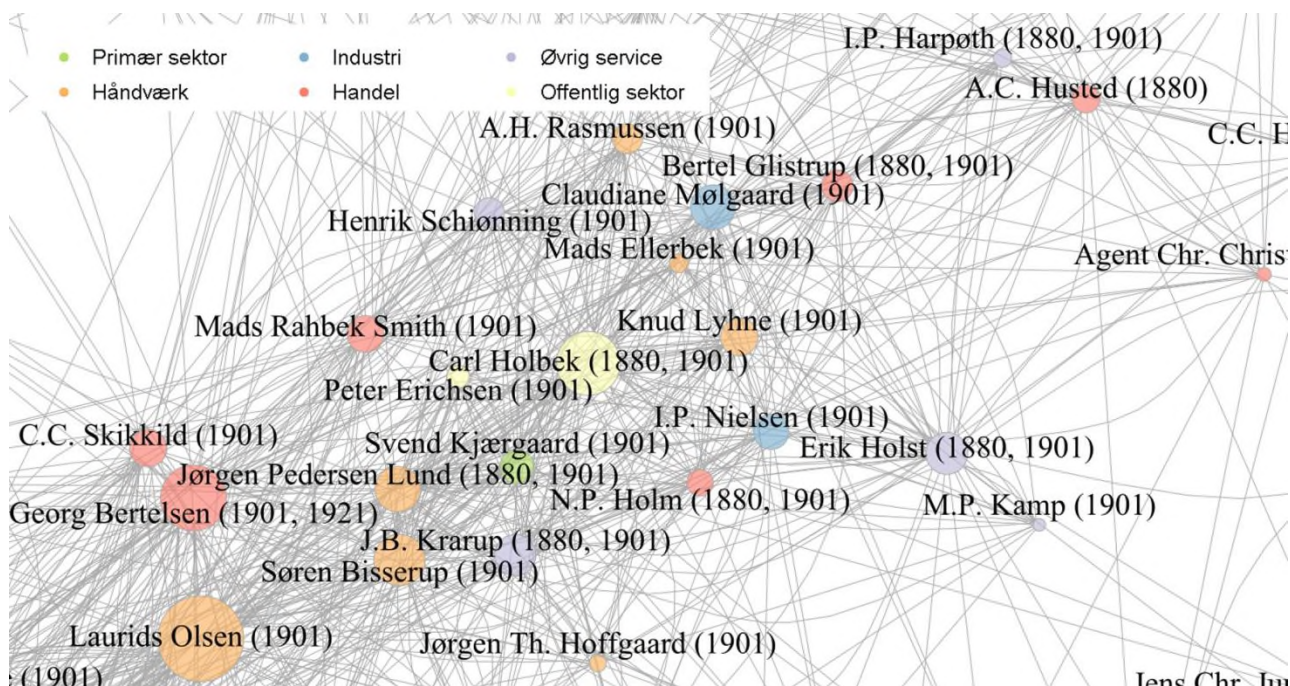 Primær sektor
Industri
Øvrig service
Håndværk
Handel
Offentlig sektor
I.P. Harpøth (1880, 1901)
A.C. Husted (1880)
A.H. Rasmussen (1901)
C.C. H
Bertel Glistrup (1880, 1901)
Claudiane Mølgaard (1901)
Henrik Schiønning (1901)
Mads Ellerbek (1901)
Agent Chr. Christ
Mads Rahbek Smith (1901)
Knud Lyhne (1901)
Carl Holbek (1880, 1901)
Peter Erichsen (1901)
I.P. Nielsen (1901)
C.C. Skikkild (1901)
Svend Kjærgaard (1901)
Erik Holst (1880, 1901)
Jørgen Pedersen Lund (1880, 1901)
N.P. Holm (1880, 1901)
M.P. Kamp (1901)
Georg Bertelsen (1901, 1921)
J.B. Krarup (1880, 1901)
Søren Bisserup (1901)
Laurids Olsen (1901)
Jørgen Th. Hoffgaard (1901)
(1901)
Jens Chr.